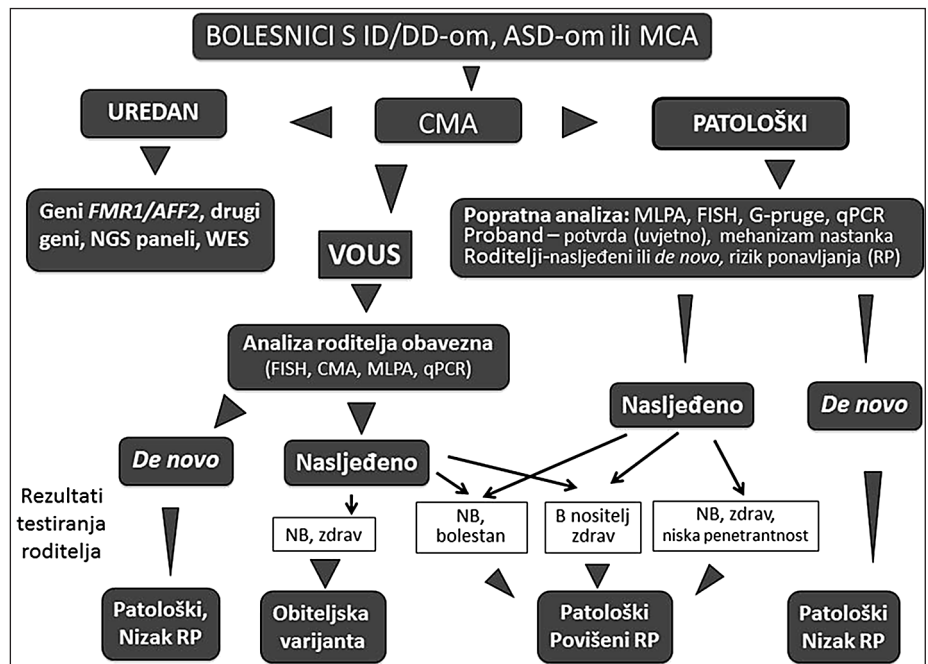 BOLESNICI S ID/DD-om, ASD-om ili MCA
UREDAN
CMA
PATOLOŠKI
Geni FMR1/AFF2, drugi
geni, NGS paneli, WES
VOUS
Popratna analiza: MLPA, FISH, G-pruge, qPCR
Proband – potvrda (uvjetno), mehanizam nastanka
Roditelji-nasljeđeni ili de novo, rizik ponavljanja (RP)
Analiza roditelja obavezna
(FISH, CMA, MLPA, qPCR)
Nasljeđeno
De novo
De novo
Nasljeđeno
Rezultati
testiranja
roditelja
NB, zdrav
NB,
bolestan
B nositelj
zdrav
NB, zdrav,
niska penetrantnost
Patološki,
Nizak RP
Obiteljska
varijanta
Patološki
Povišeni RP
Patološki
Nizak RP